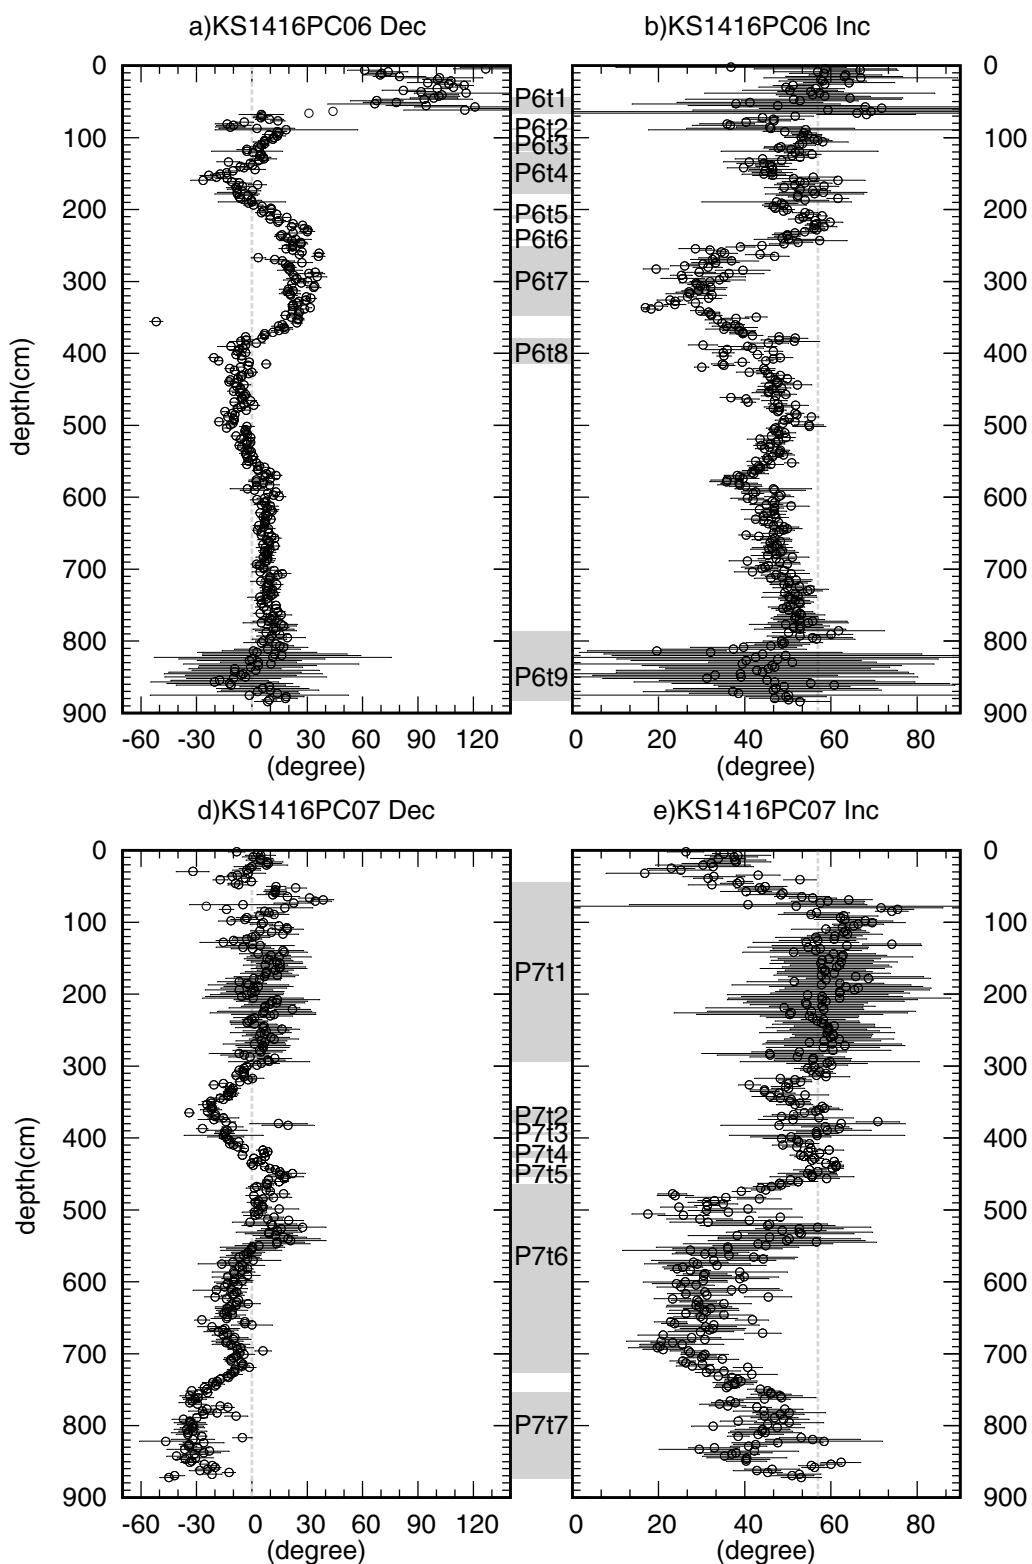 a)KS1416PC06 Dec
b)KS1416PC06 Inc
0
100
200
300
400
500
600
700
800
900
depth(cm)
-60 -30 0 30 60 90 120
(degree)
P6t1
P6t2
P6t3
P6t4
P6t5
P6t6
P6t7
P6t8
P6t9
0
100
200
300
400
500
600
700
800
900
0 20 40 60 80
(degree)
d)KS1416PC07 Dec
e)KS1416PC07 Inc
0
100
200
300
400
500
600
700
800
900
depth(cm)
-60 -30 0 30 60 90 120
(degree)
P7t1
P7t2
P7t3
P7t4
P7t5
P7t6
P7t7
0
100
200
300
400
500
600
700
800
900
0 20 40 60 80
(degree)